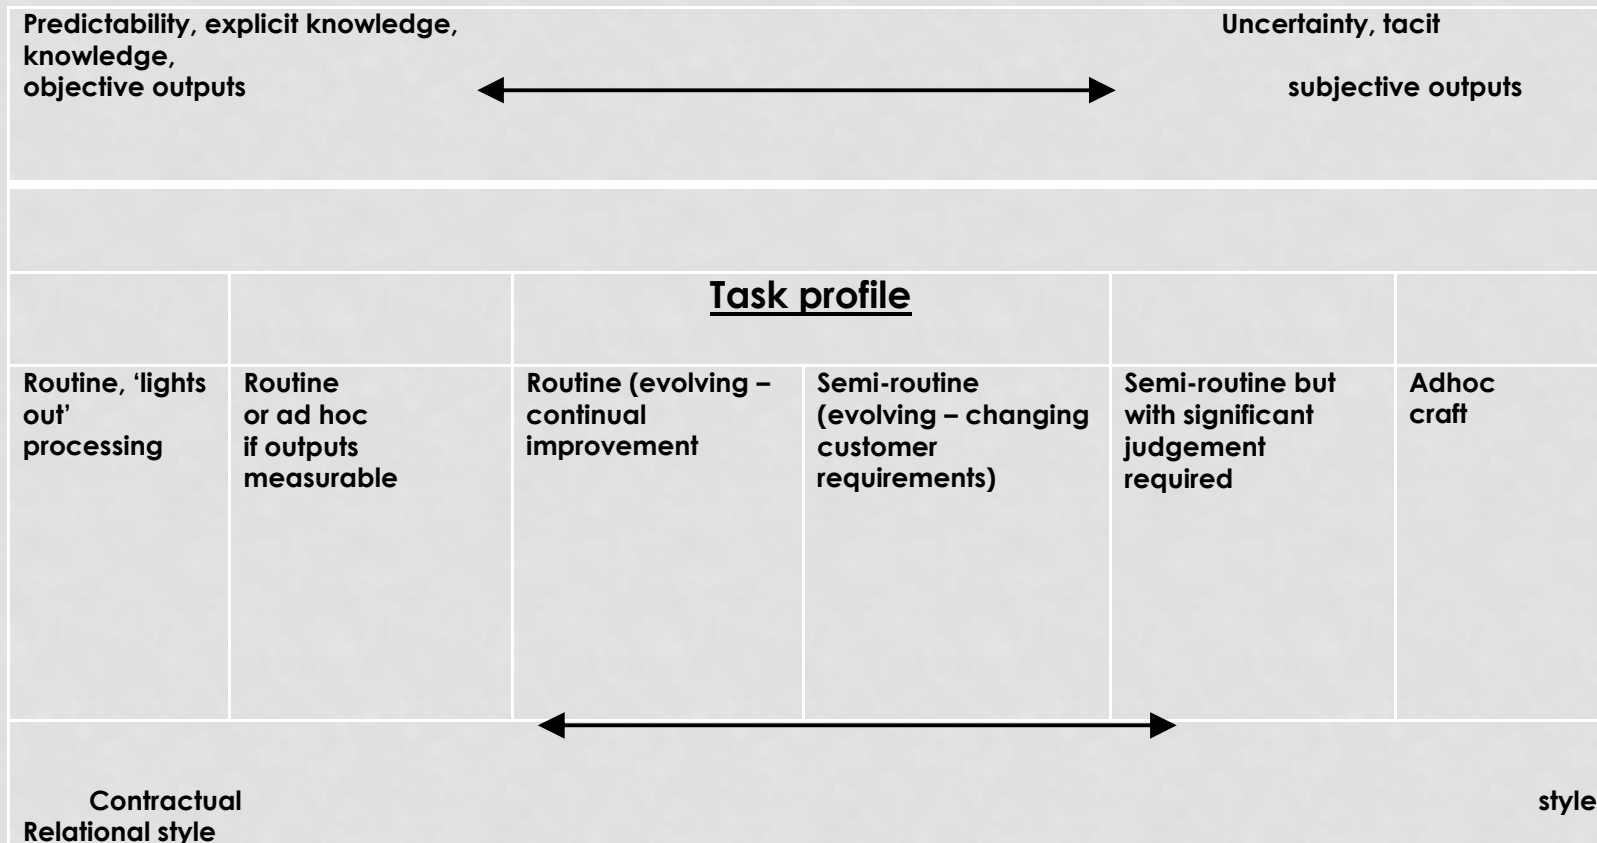 Predictability, explicit knowledge, Uncertainty, tacit
knowledge,
objective outputs subjective outputs
Task profile
Routine, ‘lights
out’
processing
Routine
or ad hoc
if outputs
measurable
Routine (evolving –
continual
improvement
Semi-routine
(evolving – changing
customer
requirements)
Semi-routine but
with significant
judgement
required
Adhoc
craft
Contractual style
Relational style